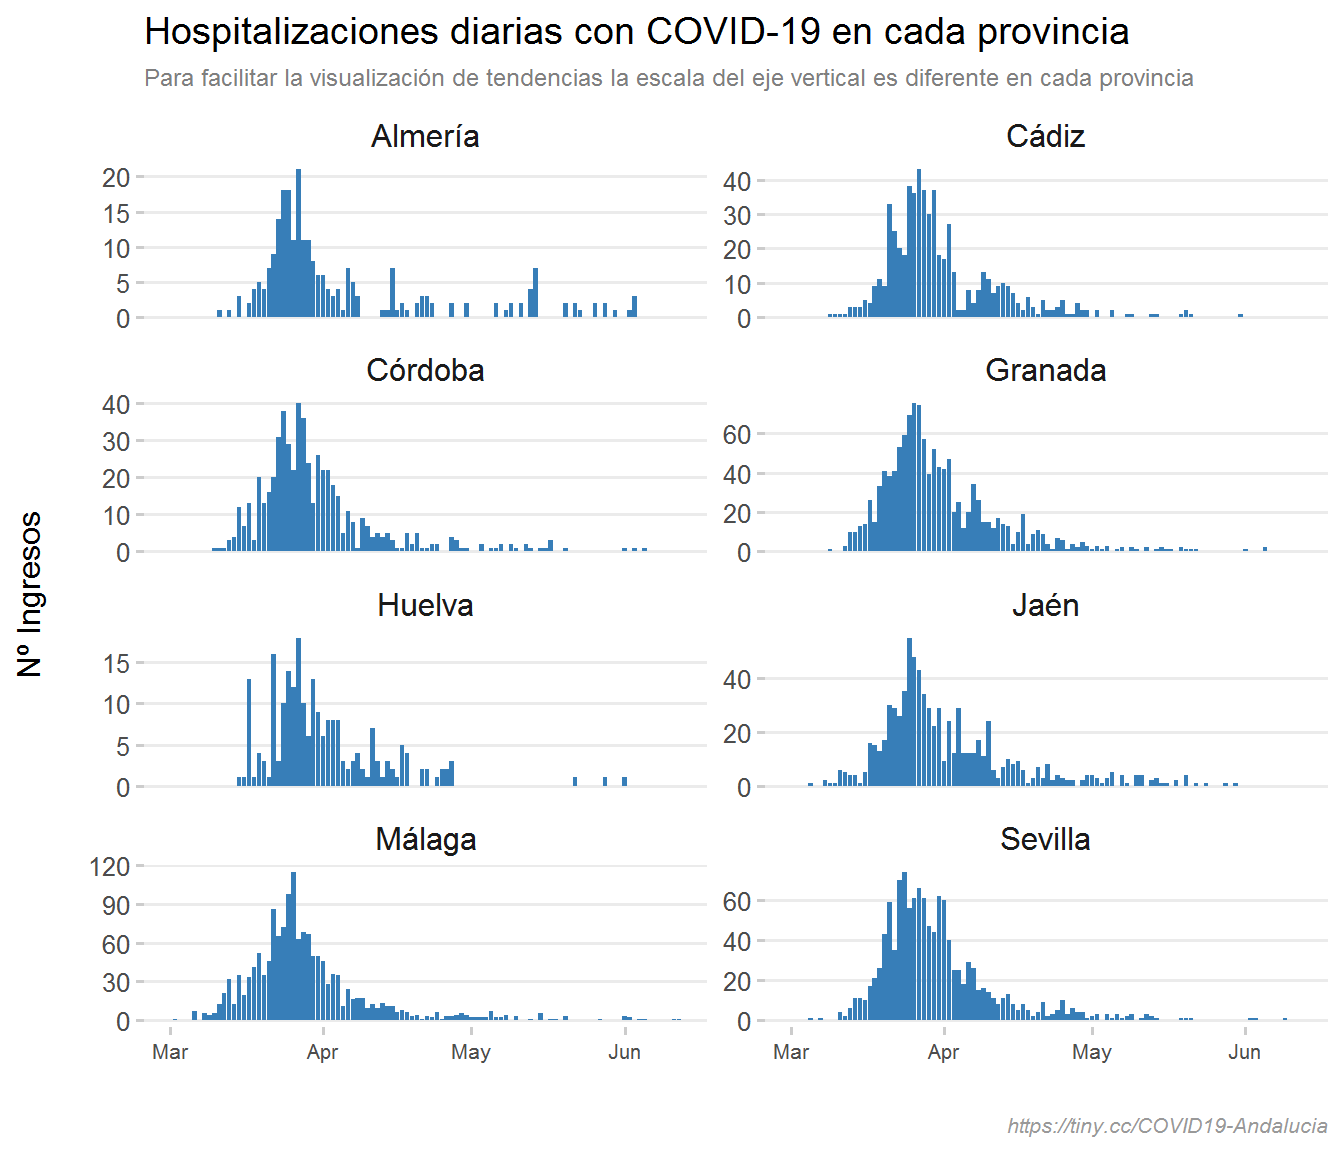 Hospitalizaciones diarias con COVID-19 en cada provincia
Para facilitar la visualización de tendencias la escala del eje vertical es diferente en cada provincia
Nº Ingresos
Almería
20
15
10
5
0
Cádiz
40
30
20
10
0
Córdoba
40
30
20
10
0
Granada
60
40
20
0
Huelva
15
10
5
0
Jaén
40
20
0
Málaga
120
90
60
30
0
Mar Apr May Jun
Sevilla
60
40
20
0
Mar Apr May Jun
https://tiny.cc/COVID19-Andalucia